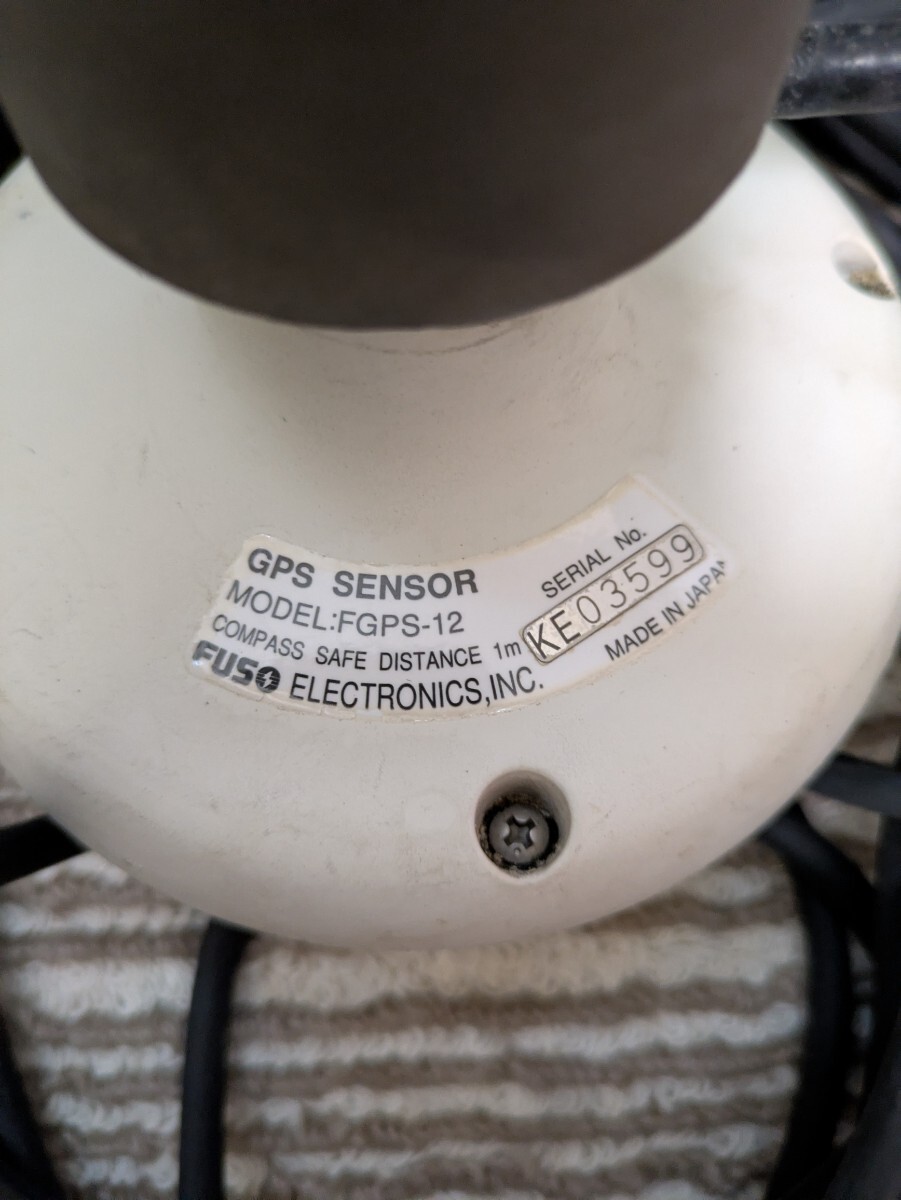 GPS SENSOR
MODEL:FGPS-12
COMPASS SAFE DISTANCE 1m
FUSO ELECTRONICS,INC.
SERIAL No.
KE03599
MADE IN JAPAN